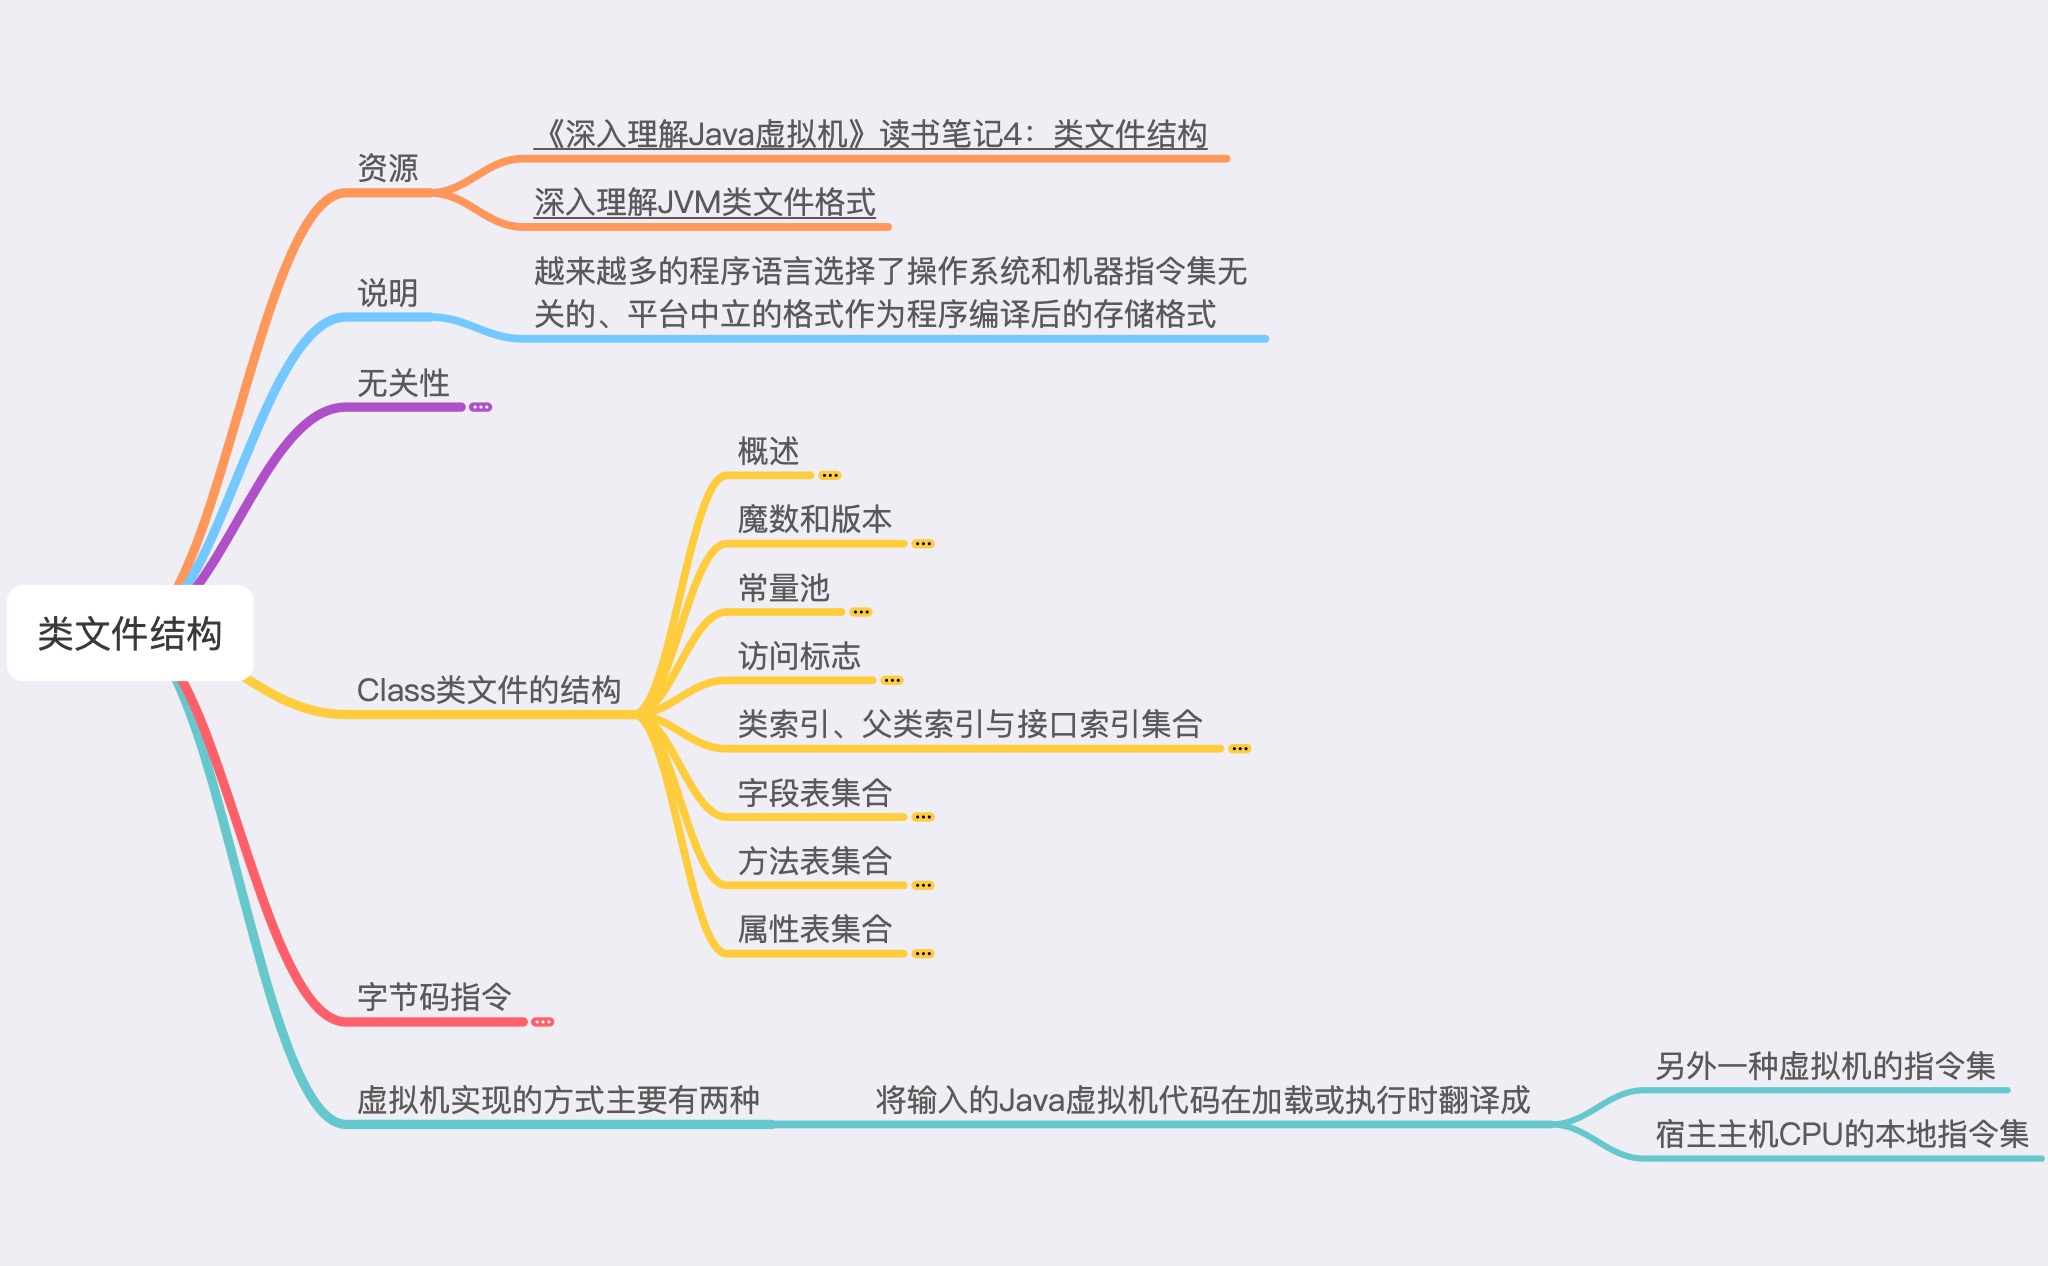 《深入理解Java虚拟机》读书笔记4：类文件结构
资源
深入理解JVM类文件格式
越来越多的程序语言选择了操作系统和机器指令集无
说明
关的、平台中立的格式作为程序编译后的存储格式
无关性
概述
魔数和版本
常量池
类文件结构
访问标志
Class类文件的结构
类索引、父类索引与接口索引集合
字段表集合
方法表集合
属性表集合
字节码指令
另外一种虚拟机的指令集
虚拟机实现的方式主要有两种
将输入的Java虚拟机代码在加载或执行时翻译成
宿主主机CPU的本地指令集